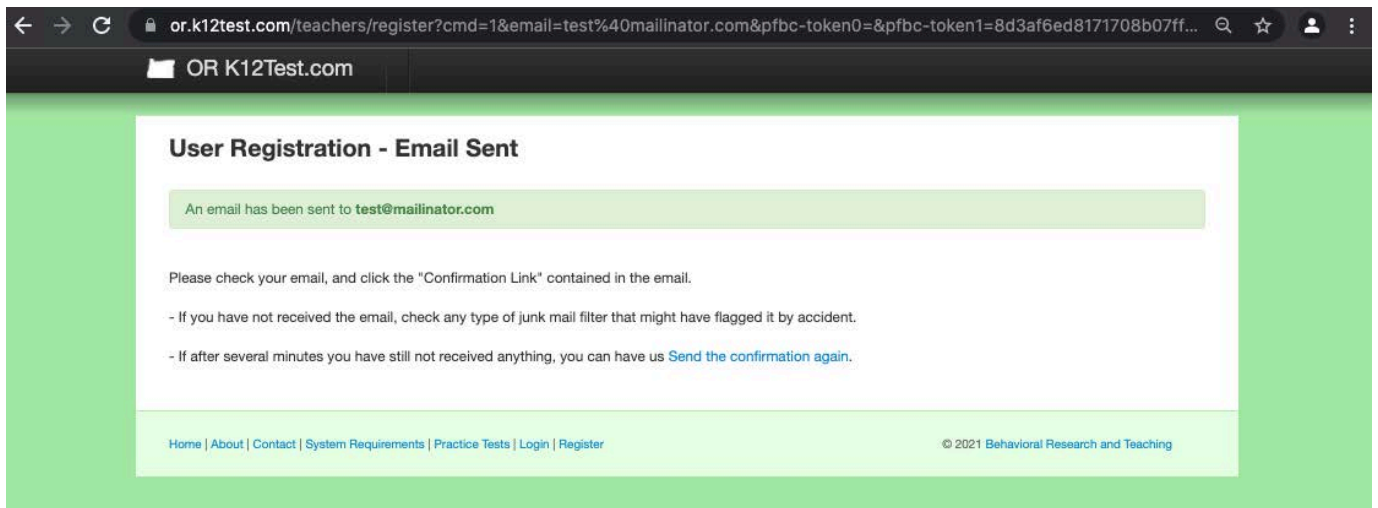 or.k12test.com/teachers/register?cmd=1&email=test%40mailinator.com&pfbc-token0=&pfbc-token1=8d3af6ed8171708b07ff...
OR K12Test.com
User Registration - Email Sent
An email has been sent to test@mailinator.com
Please check your email, and click the "Confirmation Link" contained in the email.
- If you have not received the email, check any type of junk mail filter that might have flagged it by accident.
- If after several minutes you have still not received anything, you can have us Send the confirmation again.
Home | About | Contact | System Requirements | Practice Tests | Login | Register © 2021 Behavioral Research and Teaching